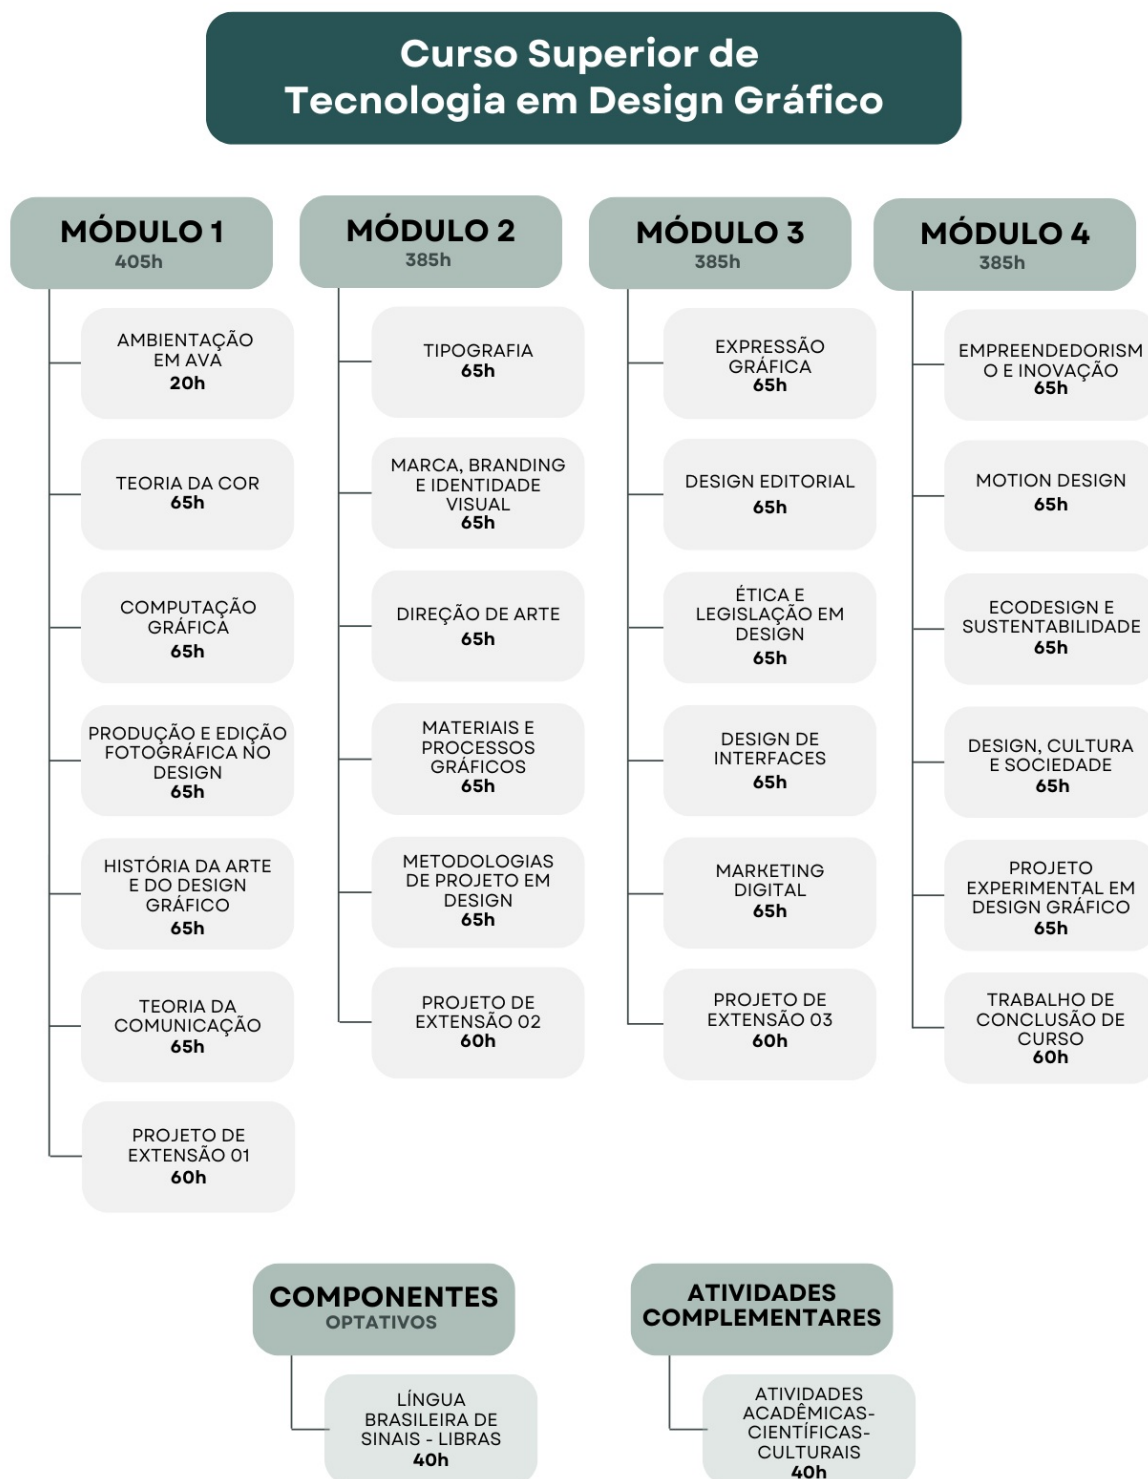 Curso Superior de
Tecnologia em Design Gráfico
MÓDULO 1
405h
AMBIENTAÇÃO
EM AVA
20h
TEORIA DA COR
65h
COMPUTAÇÃO
GRÁFICA
65h
PRODUÇÃO E EDIÇÃO
FOTOGRÁFICA NO
DESIGN
65h
HISTÓRIA DA ARTE
E DO DESIGN
GRÁFICO
65h
TEORIA DA
COMUNICAÇÃO
65h
PROJETO DE
EXTENSÃO 01
60h
MÓDULO 2
385h
TIPOGRAFIA
65h
MARCA, BRANDING
E IDENTIDADE
VISUAL
65h
DIREÇÃO DE ARTE
65h
MATERIAIS E
PROCESSOS
GRÁFICOS
65h
METODOLOGIAS
DE PROJETO EM
DESIGN
65h
PROJETO DE
EXTENSÃO 02
60h
MÓDULO 3
385h
EXPRESSÃO
GRÁFICA
65h
DESIGN EDITORIAL
65h
ÉTICA E
LEGISLAÇÃO EM
DESIGN
65h
DESIGN DE
INTERFACES
65h
MARKETING
DIGITAL
65h
PROJETO DE
EXTENSÃO 03
60h
MÓDULO 4
385h
EMPREENDEDORISM
O E INOVAÇÃO
65h
MOTION DESIGN
65h
ECODESIGN E
SUSTENTABILIDADE
65h
DESIGN, CULTURA
E SOCIEDADE
65h
PROJETO
EXPERIMENTAL EM
DESIGN GRÁFICO
65h
TRABALHO DE
CONCLUSÃO DE
CURSO
60h
COMPONENTES
OPTATIVOS
LÍNGUA
BRASILEIRA DE
SINAIS - LIBRAS
40h
ATIVIDADES
COMPLEMENTARES
ATIVIDADES
ACADÊMICAS-
CIENTÍFICAS-
CULTURAIS
40h